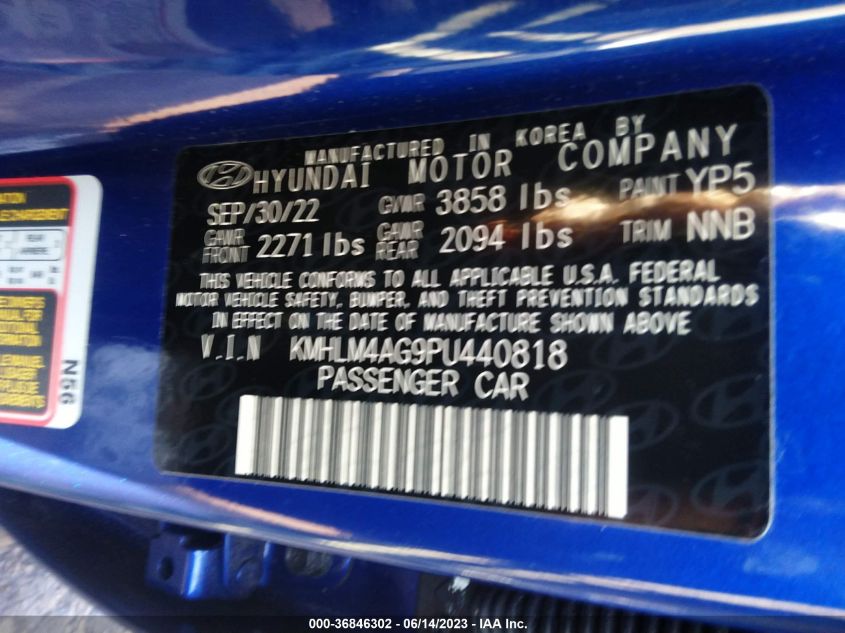 MANUFACTURED IN KOREA BY
HYUNDAI MOTOR COMPANY
SEP/30/22 GVWR 3858 lbs PAINT YP5
GAWR FRONT 2271 lbs GAWR REAR 2094 lbs TRIM NNB
THIS VEHICLE CONFORMS TO ALL APPLICABLE U.S.A. FEDERAL
MOTOR VEHICLE SAFETY, BUMPER, AND THEFT PREVENTION STANDARDS
IN EFFECT ON THE DATE OF MANUFACTURE SHOWN ABOVE
V.I.N KMHLM4AG9PU440818
PASSENGER CAR
REAR
N56
000-36846302 - 06/14/2023 - IAAI.com